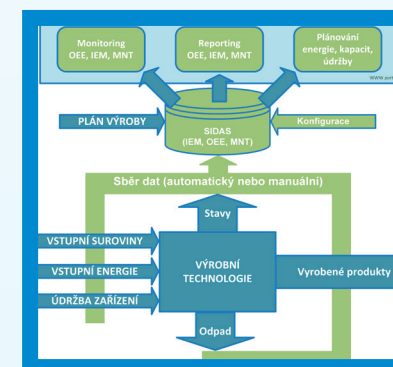 Monitoring
OEE, IEM, MNT
Reporting
OEE, IEM, MNT
Plánování
energie, kapacit,
údržby
PLÁN VÝROBY
SIDAS
(IEM, OEE, MNT)
Konfigurace
Sběr dat (automatický nebo manuální)
Stavy
VSTUPNÍ SUROVINY
VSTUPNÍ ENERGIE
ÚDRŽBA ZAŘÍZENÍ
VÝROBNÍ
TECHNOLOGIE
Vyrobené produkty
Odpad